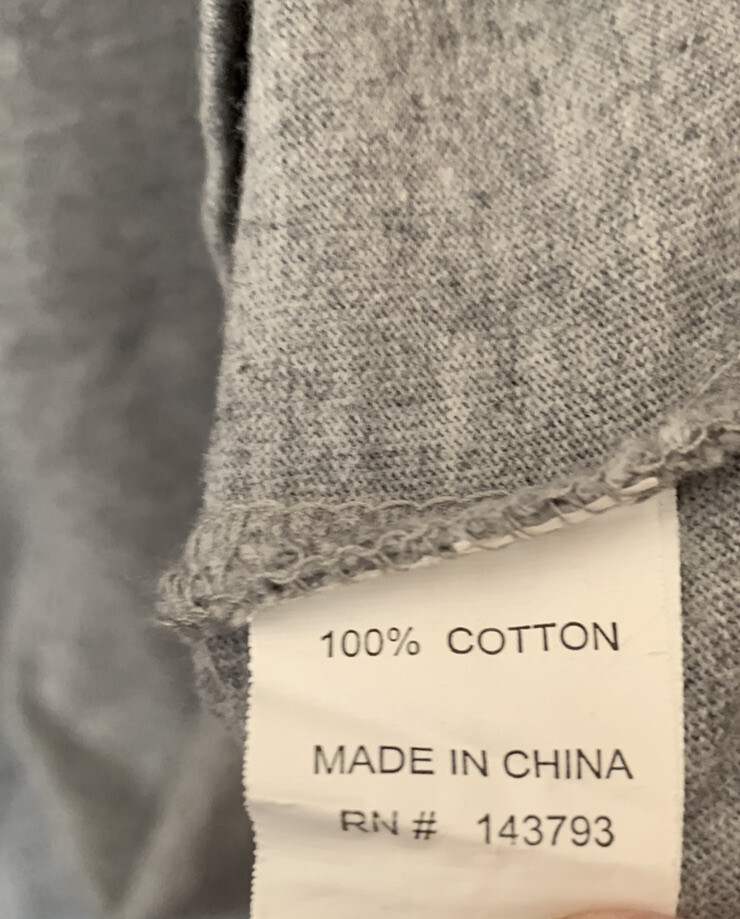 100% COTTON
MADE IN CHINA
RN # 143793